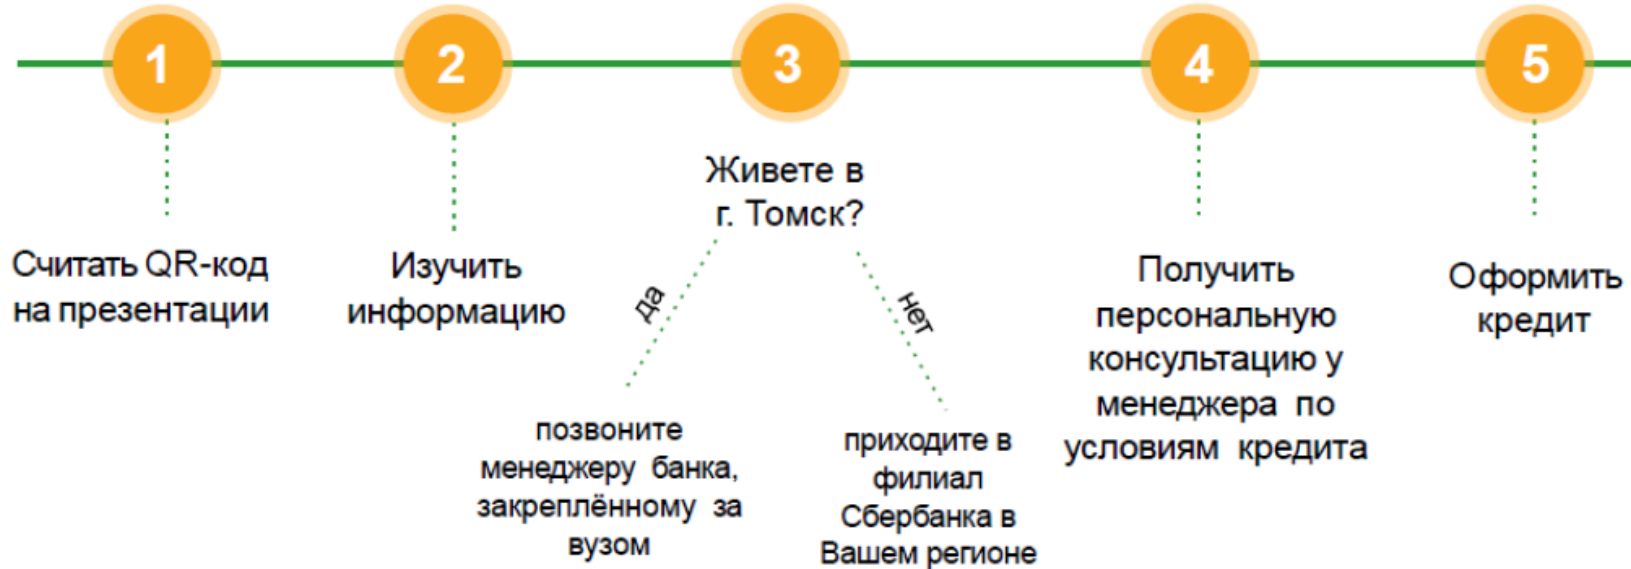 1
2
3
4
5
Считать QR-код
на презентации
Изучить
информацию
Живете в
г. Томск?
да
нет
позвоните
менеджеру банка,
закреплённому за
вузом
приходите в
филиал
Сбербанка в
Вашем регионе
Получить
персональную
консультацию у
менеджера по
условиям кредита
Оформить
кредит